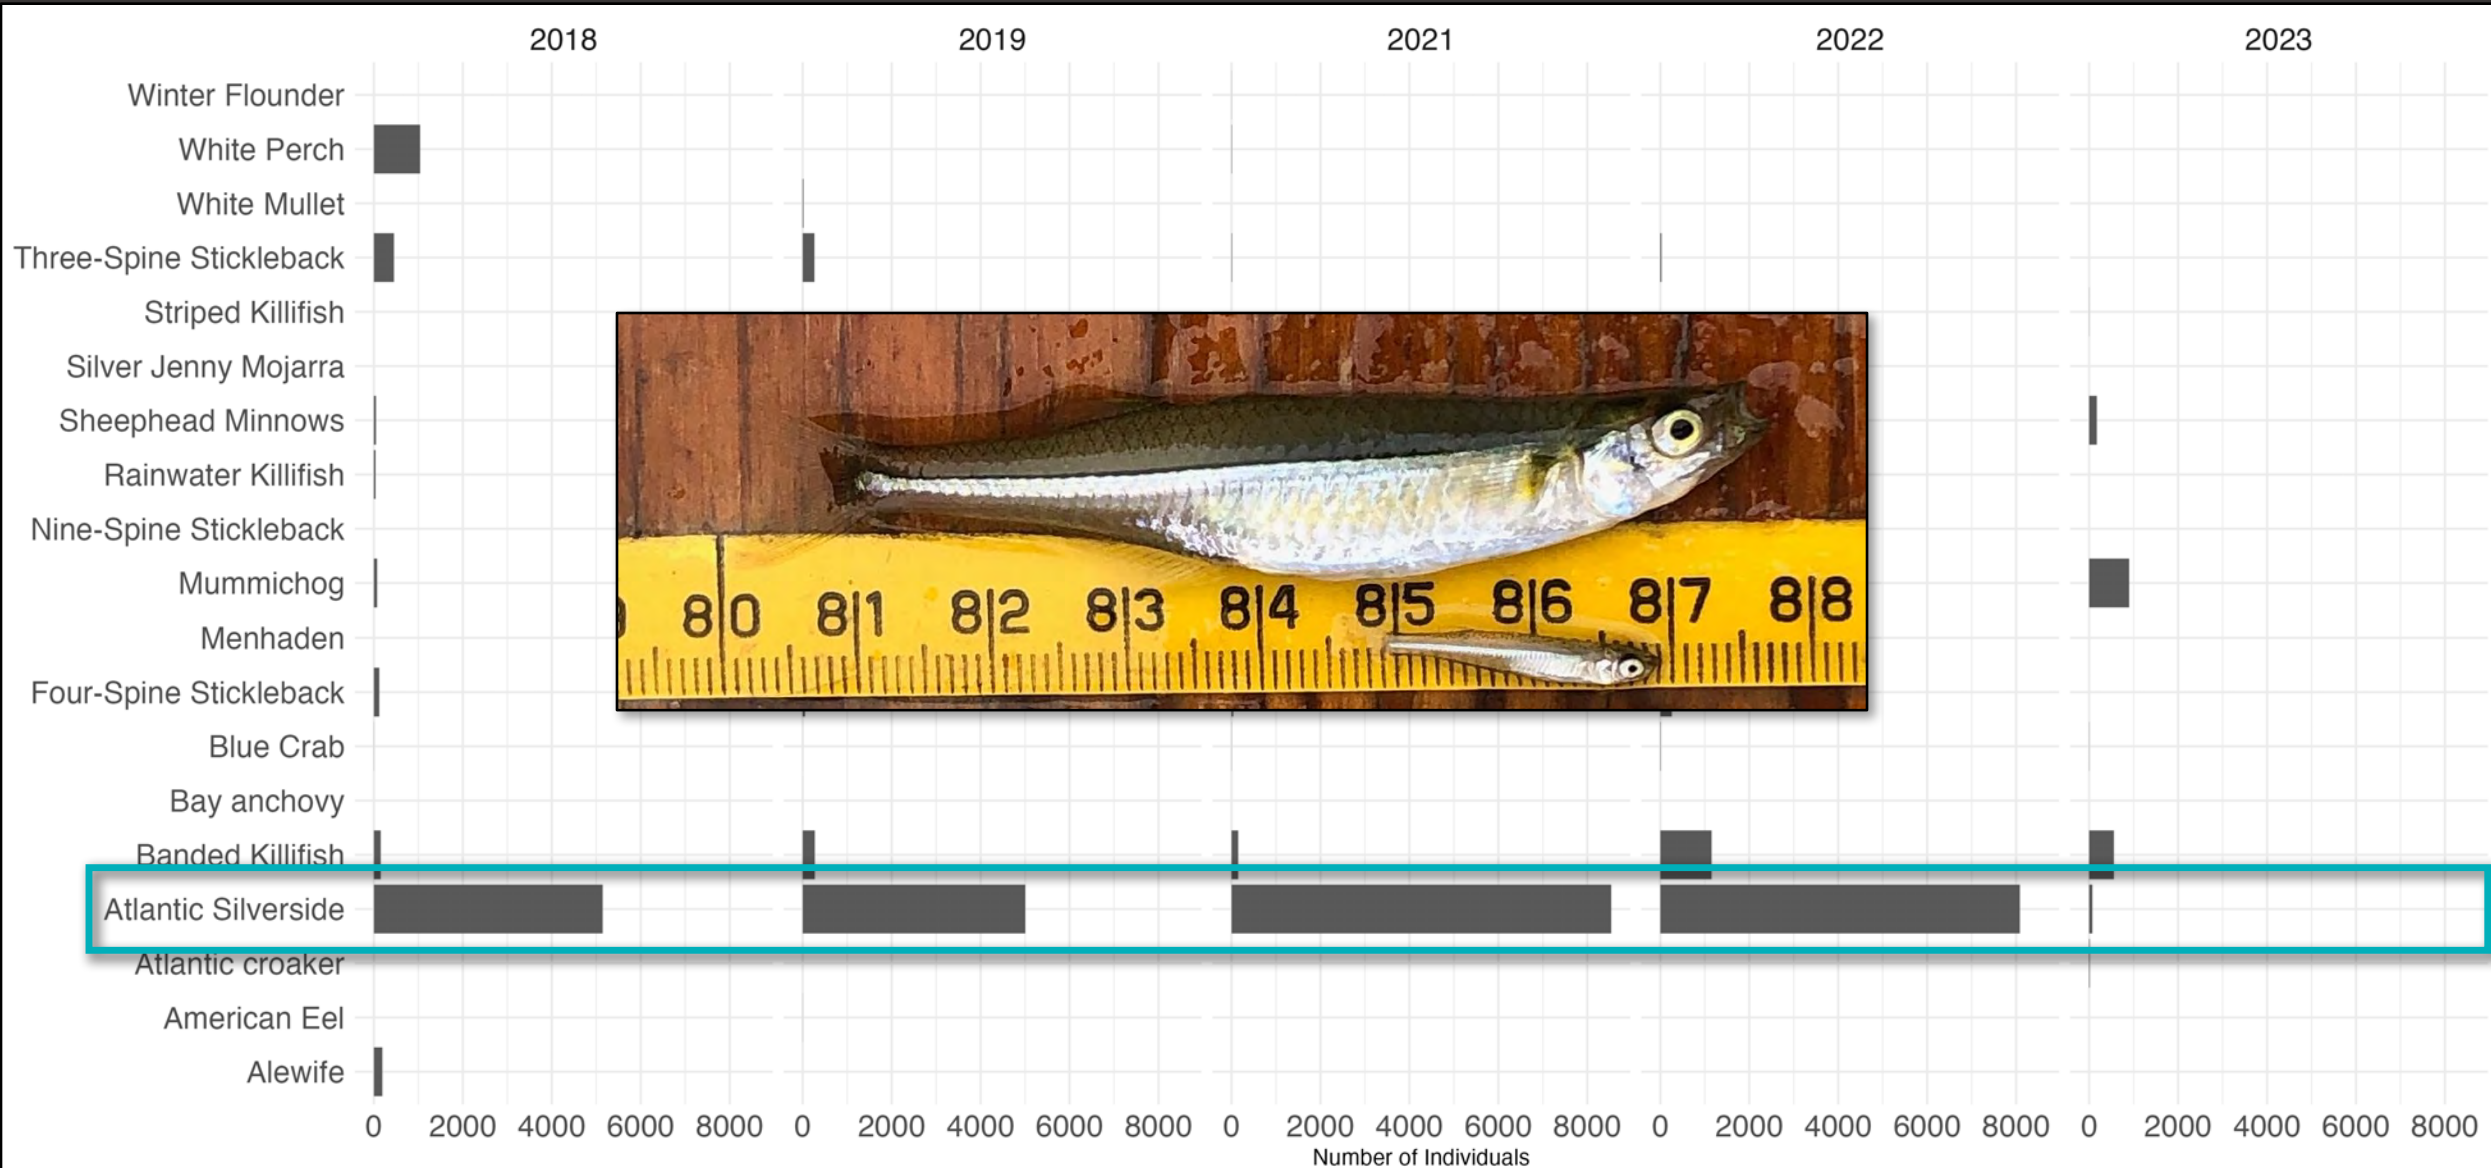 2018 2019 2021 2022 2023
Winter Flounder
White Perch
White Mullet
Three-Spine Stickleback
Striped Killifish
Silver Jenny Mojarra
Sheephead Minnows
Rainwater Killifish
Nine-Spine Stickleback
Mummichog
Menhaden
Four-Spine Stickleback
Blue Crab
Bay anchovy
Banded Killifish
Atlantic Silverside
Atlantic croaker
American Eel
Alewife
80 81 82 83 84 85 86 87 88
0 2000 4000 6000 8000 0 2000 4000 6000 8000 0 2000 4000 6000 8000 0 2000 4000 6000 8000 0 2000 4000 6000 8000
Number of Individuals